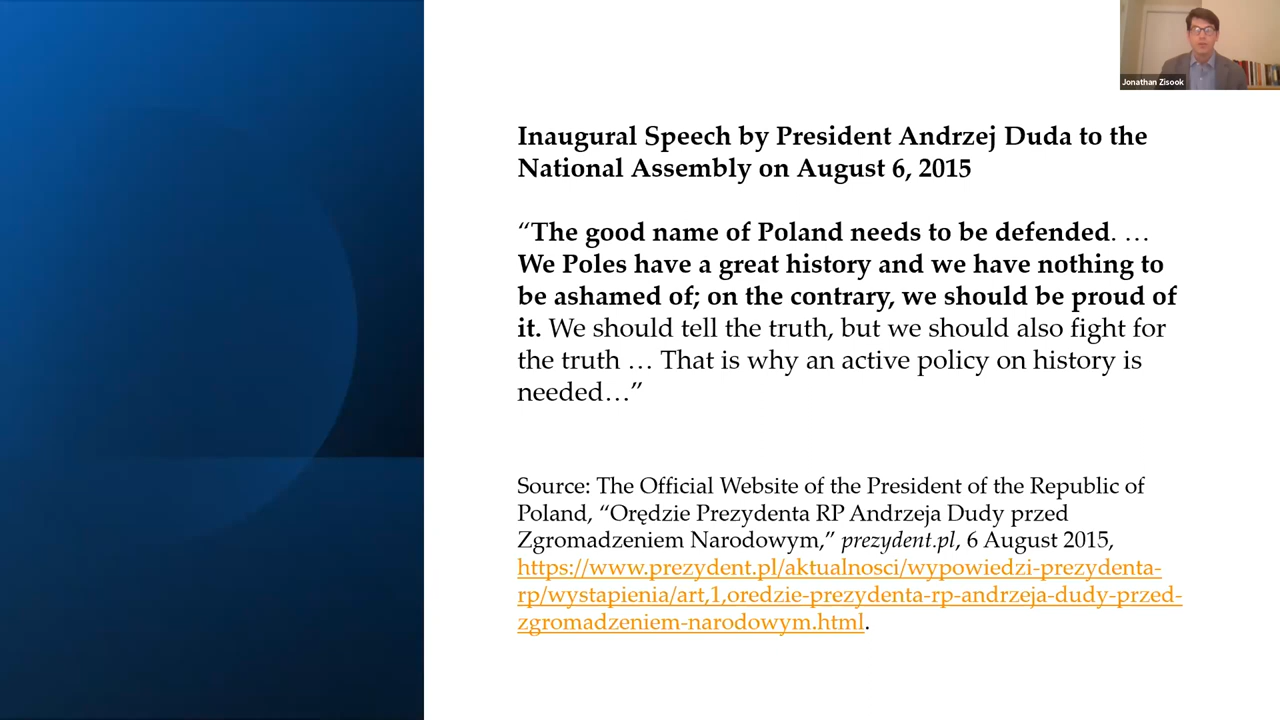 Jonathan Zisook
Inaugural Speech by President Andrzej Duda to the
National Assembly on August 6, 2015
“The good name of Poland needs to be defended. …
We Poles have a great history and we have nothing to
be ashamed of; on the contrary, we should be proud of
it. We should tell the truth, but we should also fight for
the truth … That is why an active policy on history is
needed…”
Source: The Official Website of the President of the Republic of
Poland, “Orędzie Prezydenta RP Andrzeja Dudy przed
Zgromadzeniem Narodowym,” prezydent.pl, 6 August 2015,
https://www.prezydent.pl/aktualnosci/wypowiedzi-prezydenta-
rp/wystapienia/art,1,oredzie-prezydenta-rp-andrzeja-dudy-przed-
zgromadzeniem-narodowym.html.